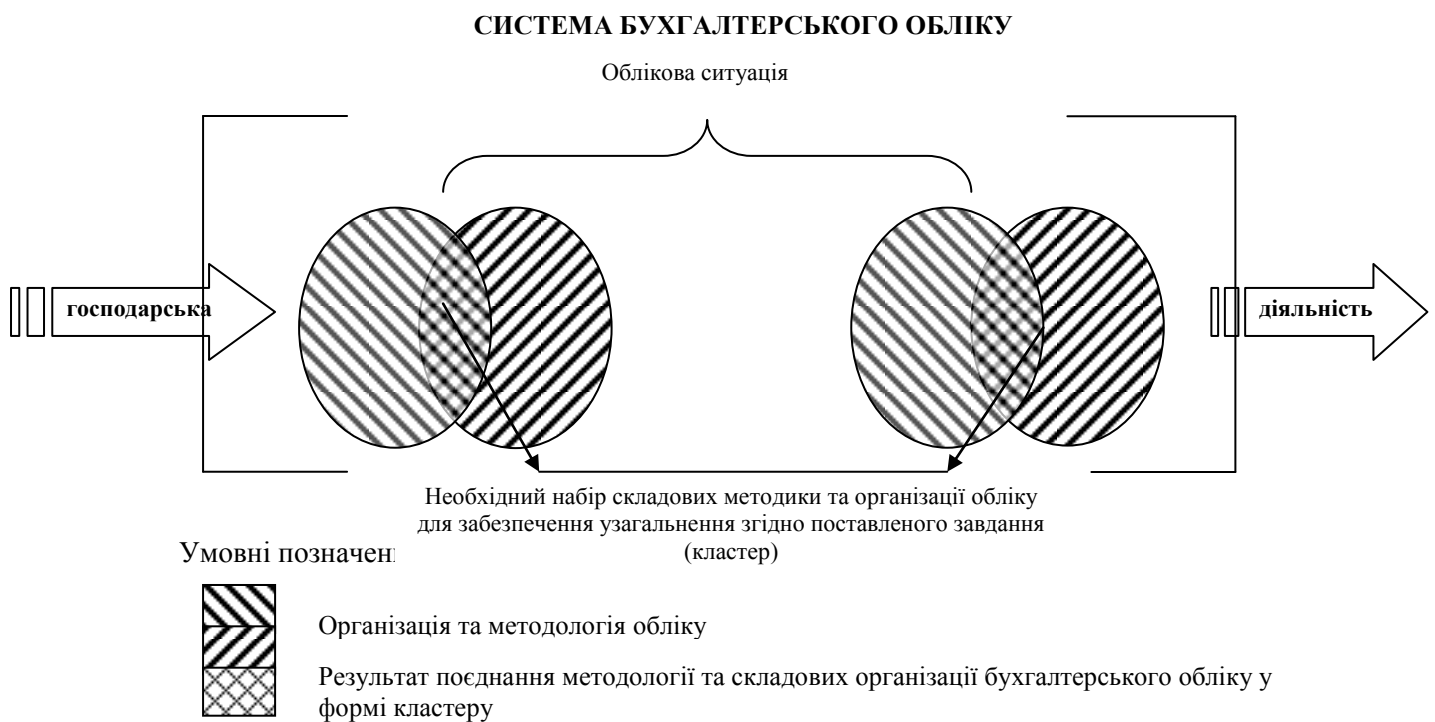 СИСТЕМА БУХГАЛТЕРСЬКОГО ОБЛІКУ
Облікова ситуація
господарська
діяльність
Необхідний набір складових методики та організації обліку
для забезпечення узагальнення згідно поставленого завдання
(кластер)
Умовні позначен
Організація та методологія обліку
Результат поєднання методології та складових організації бухгалтерського обліку у
формі кластеру